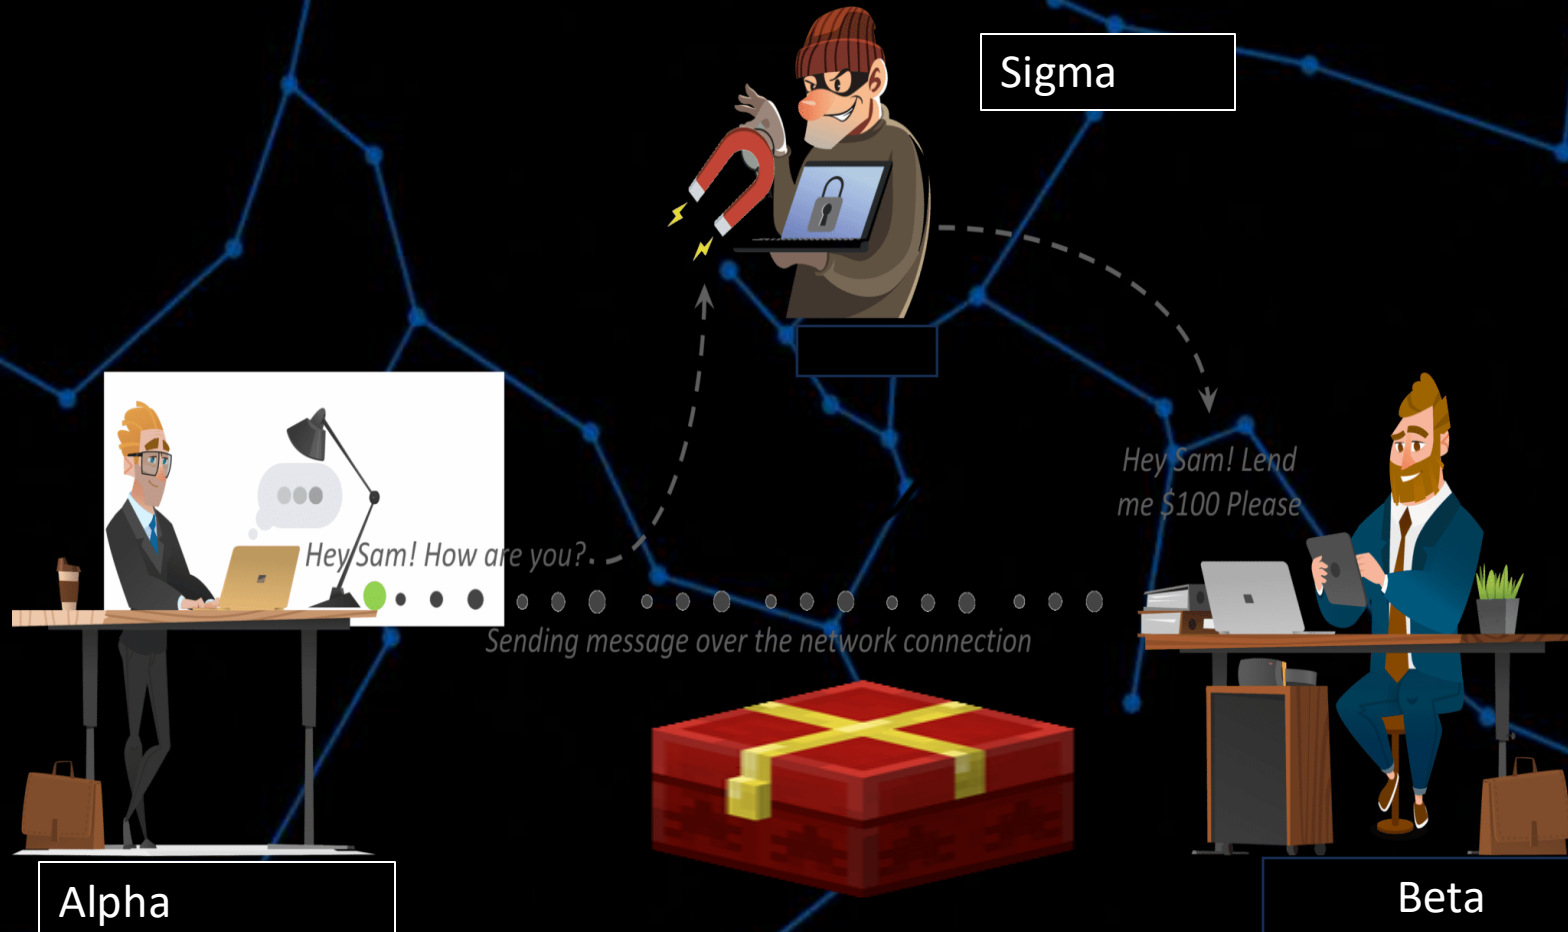 Sigma
Hey Sam! Lend
me $100 Please
Hey Sam! How are you?
Sending message over the network connection
Alpha
Beta